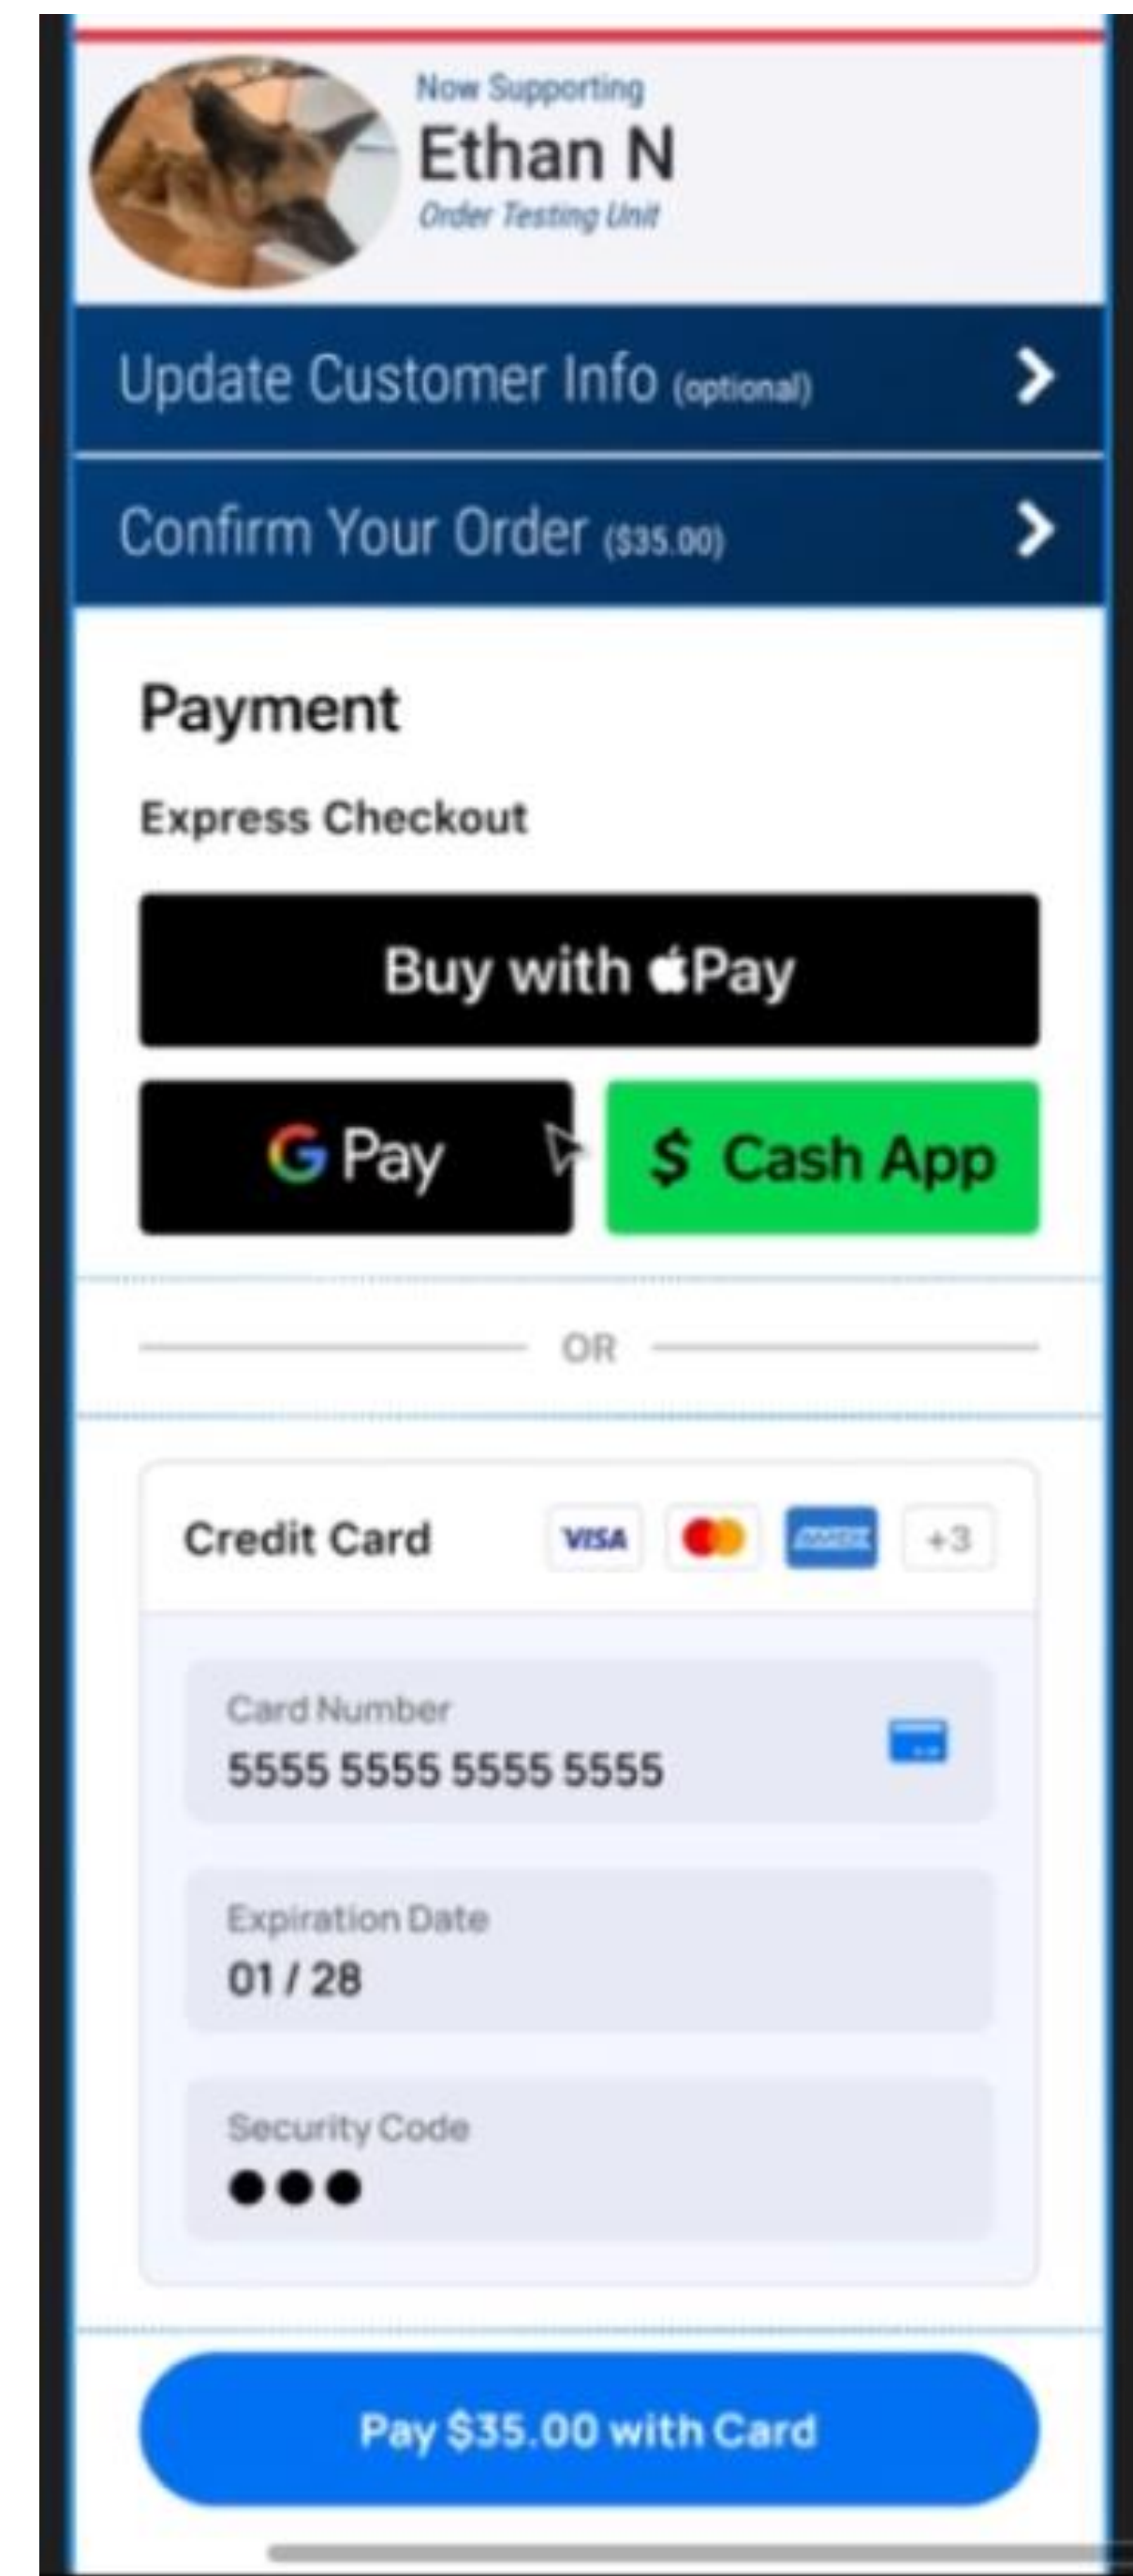 Now Supporting
Ethan N
Order Testing Unit
Update Customer Info (optional)
Confirm Your Order ($35.00)
Payment
Express Checkout
Buy with Pay
G Pay
$ Cash App
OR
Credit Card VISA AMEX +3
Card Number
5555 5555 5555 5555
Expiration Date
01 / 28
Security Code
●●●
Pay $35.00 with Card